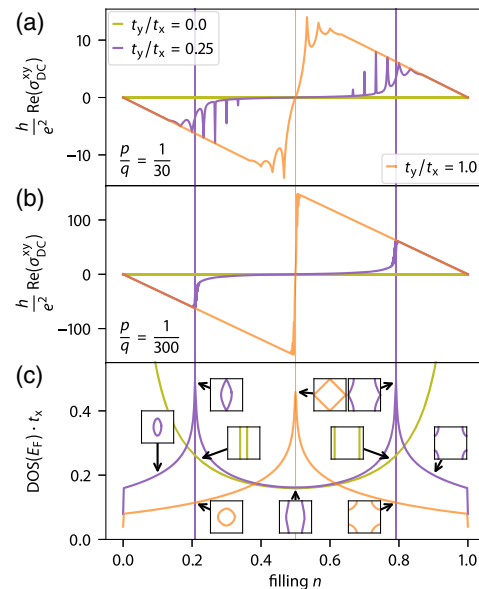 (a)
t_y/t_x = 0.0
t_y/t_x = 0.25
10
0
−10
h/e² Re(σ_DC^xy)
p/q = 1/30
t_y/t_x = 1.0
(b)
100
0
−100
h/e² Re(σ_DC^xy)
p/q = 1/300
(c)
0.4
0.2
0.0
DOS(E_F) · t_x
0.0 0.2 0.4 0.6 0.8 1.0
filling n